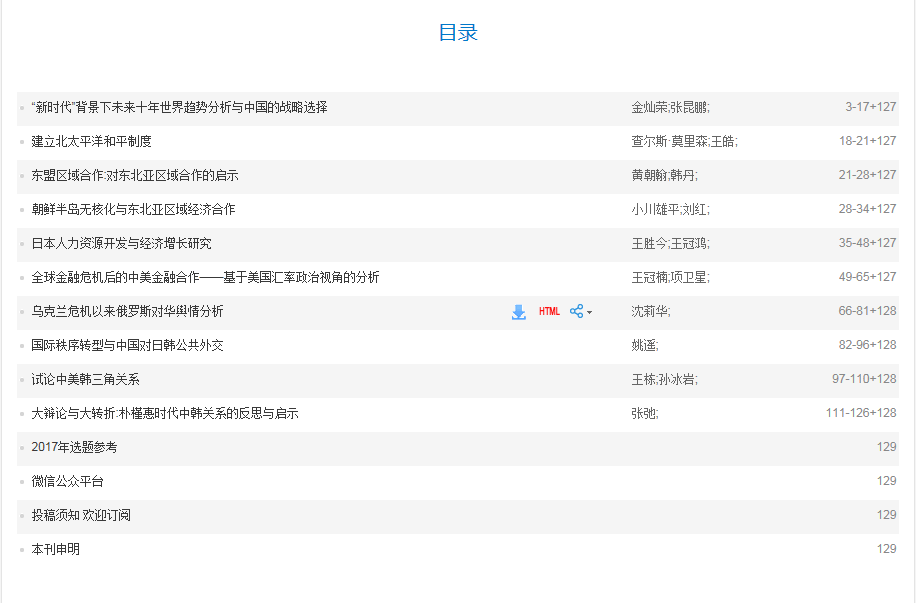 目录
“新时代”背景下未来十年世界趋势分析与中国的战略选择 金灿荣;张昆鹏; 3-17+127
建立北太平洋和平制度 查尔斯·莫里森;王皓; 18-21+127
东盟区域合作:对东北亚区域合作的启示 黄朝翰;韩丹; 21-28+127
朝鲜半岛无核化与东北亚区域经济合作 小川雄平;刘红; 28-34+127
日本人力资源开发与经济增长研究 王胜今;王冠鸿; 35-48+127
全球金融危机后的中美金融合作——基于美国汇率政治视角的分析 王冠楠;项卫星; 49-65+127
乌克兰危机以来俄罗斯对华舆情分析 HTML 沈莉华; 66-81+128
国际秩序转型与中国对日韩公共外交 姚遥; 82-96+128
试论中美韩三角关系 王栋;孙冰岩; 97-110+128
大辩论与大转折:朴槿惠时代中韩关系的反思与启示 张弛; 111-126+128
2017年选题参考 129
微信公众平台 129
投稿须知 欢迎订阅 129
本刊申明 129